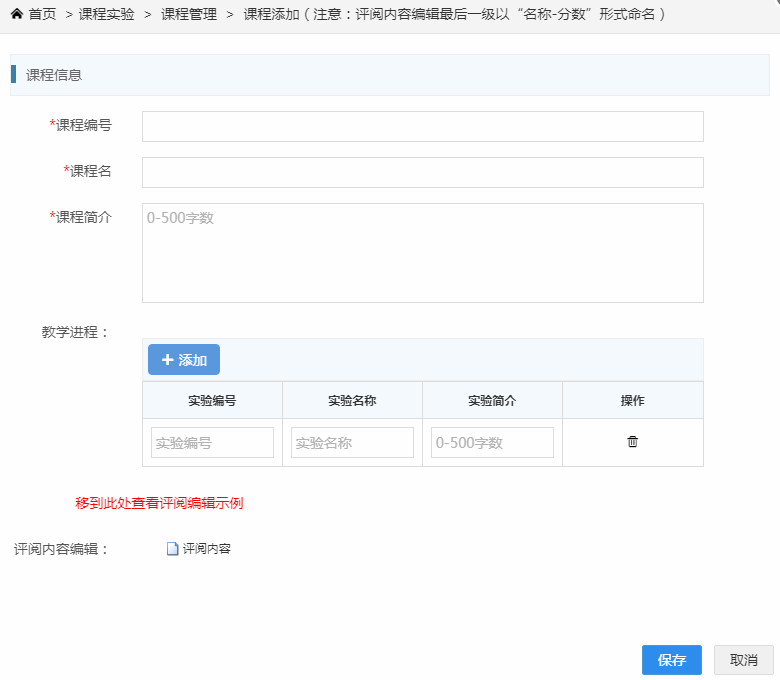 首页 > 课程实验 > 课程管理 > 课程添加（注意：评阅内容编辑最后一级以“名称-分数”形式命名）
课程信息
*课程编号
*课程名
*课程简介 0-500字数
教学进程：
添加
实验编号 实验名称 实验简介 操作
实验编号 实验名称 0-500字数
移到此处查看评阅编辑示例
评阅内容编辑： 评阅内容
保存 取消